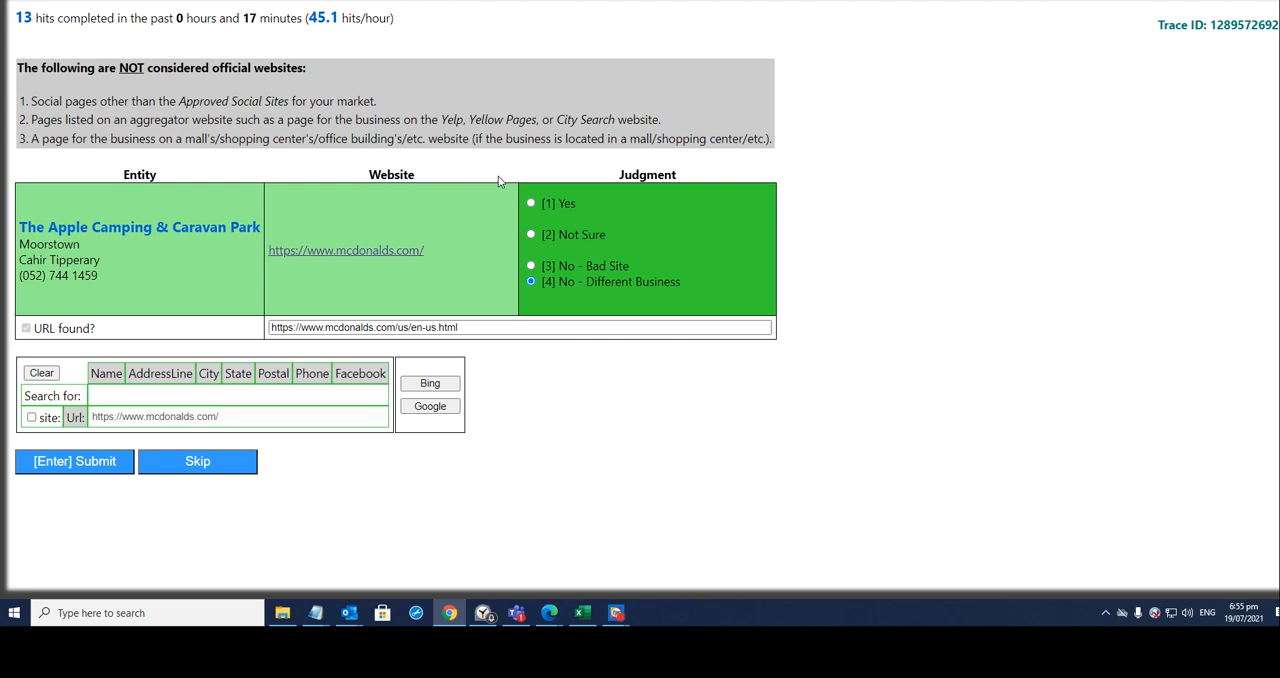 13 hits completed in the past 0 hours and 17 minutes (45.1 hits/hour)
Trace ID: 1289572692
The following are NOT considered official websites:
1. Social pages other than the Approved Social Sites for your market.
2. Pages listed on an aggregator website such as a page for the business on the Yelp, Yellow Pages, or City Search website.
3. A page for the business on a mall's/shopping center's/office building's/etc. website (if the business is located in a mall/shopping center/etc.).
Entity Website Judgment
The Apple Camping & Caravan Park
Moorstown
Cahir Tipperary
(052) 744 1459
https://www.mcdonalds.com/
[1] Yes
[2] Not Sure
[3] No - Bad Site
[4] No - Different Business
URL found? https://www.mcdonalds.com/us/en-us.html
Clear Name AddressLine City State Postal Phone Facebook
Search for:
site: Url: https://www.mcdonalds.com/
Bing
Google
[Enter] Submit Skip
Type here to search
ENG
6:55 pm
19/07/2021